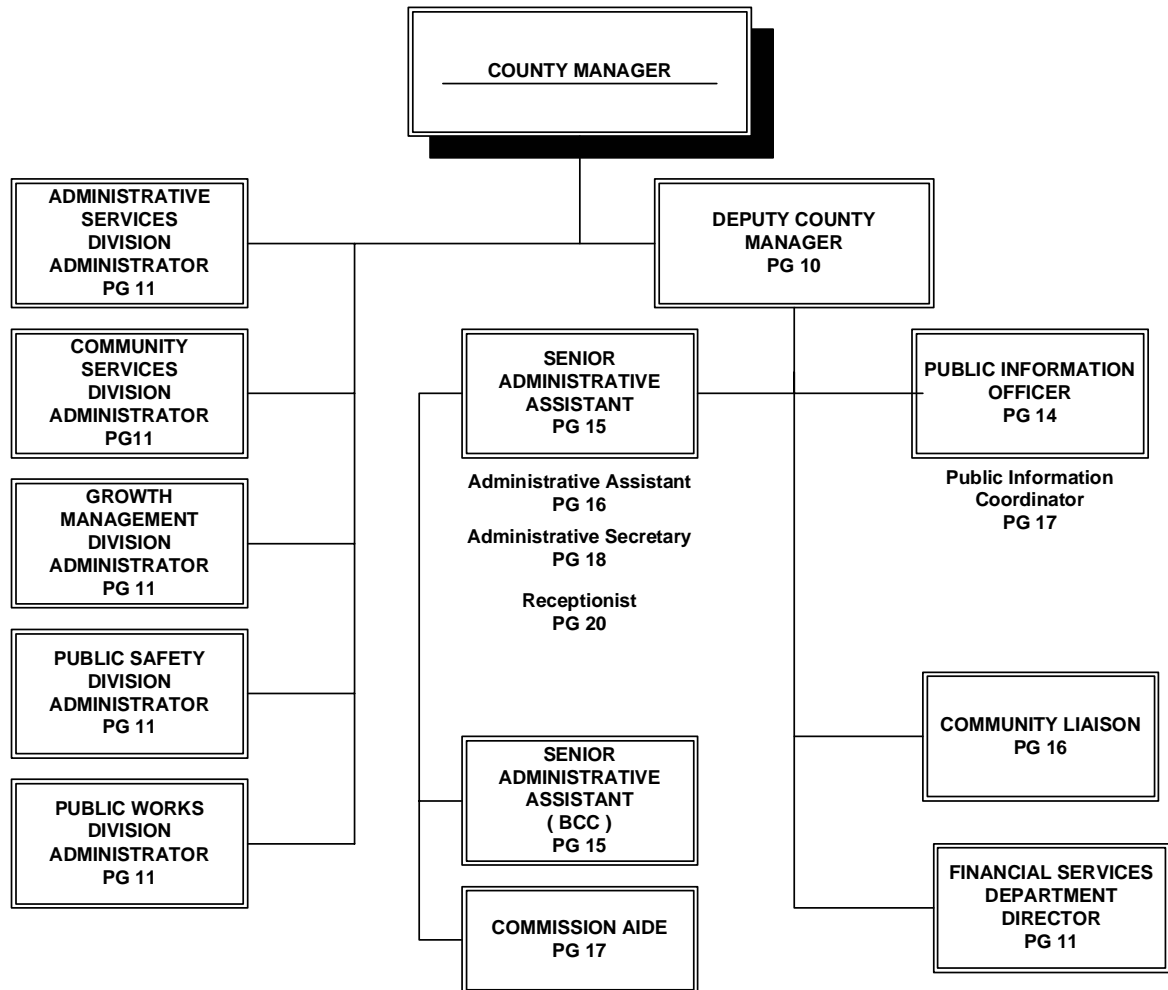 COUNTY MANAGER
ADMINISTRATIVE
SERVICES
DIVISION
ADMINISTRATOR
PG 11
DEPUTY COUNTY
MANAGER
PG 10
COMMUNITY
SERVICES
DIVISION
ADMINISTRATOR
PG11
SENIOR
ADMINISTRATIVE
ASSISTANT
PG 15
PUBLIC INFORMATION
OFFICER
PG 14
Administrative Assistant
PG 16
Administrative Secretary
PG 18
Receptionist
PG 20
Public Information
Coordinator
PG 17
GROWTH
MANAGEMENT
DIVISION
ADMINISTRATOR
PG 11
PUBLIC SAFETY
DIVISION
ADMINISTRATOR
PG 11
COMMUNITY LIAISON
PG 16
SENIOR
ADMINISTRATIVE
ASSISTANT
( BCC )
PG 15
PUBLIC WORKS
DIVISION
ADMINISTRATOR
PG 11
COMMISSION AIDE
PG 17
FINANCIAL SERVICES
DEPARTMENT
DIRECTOR
PG 11